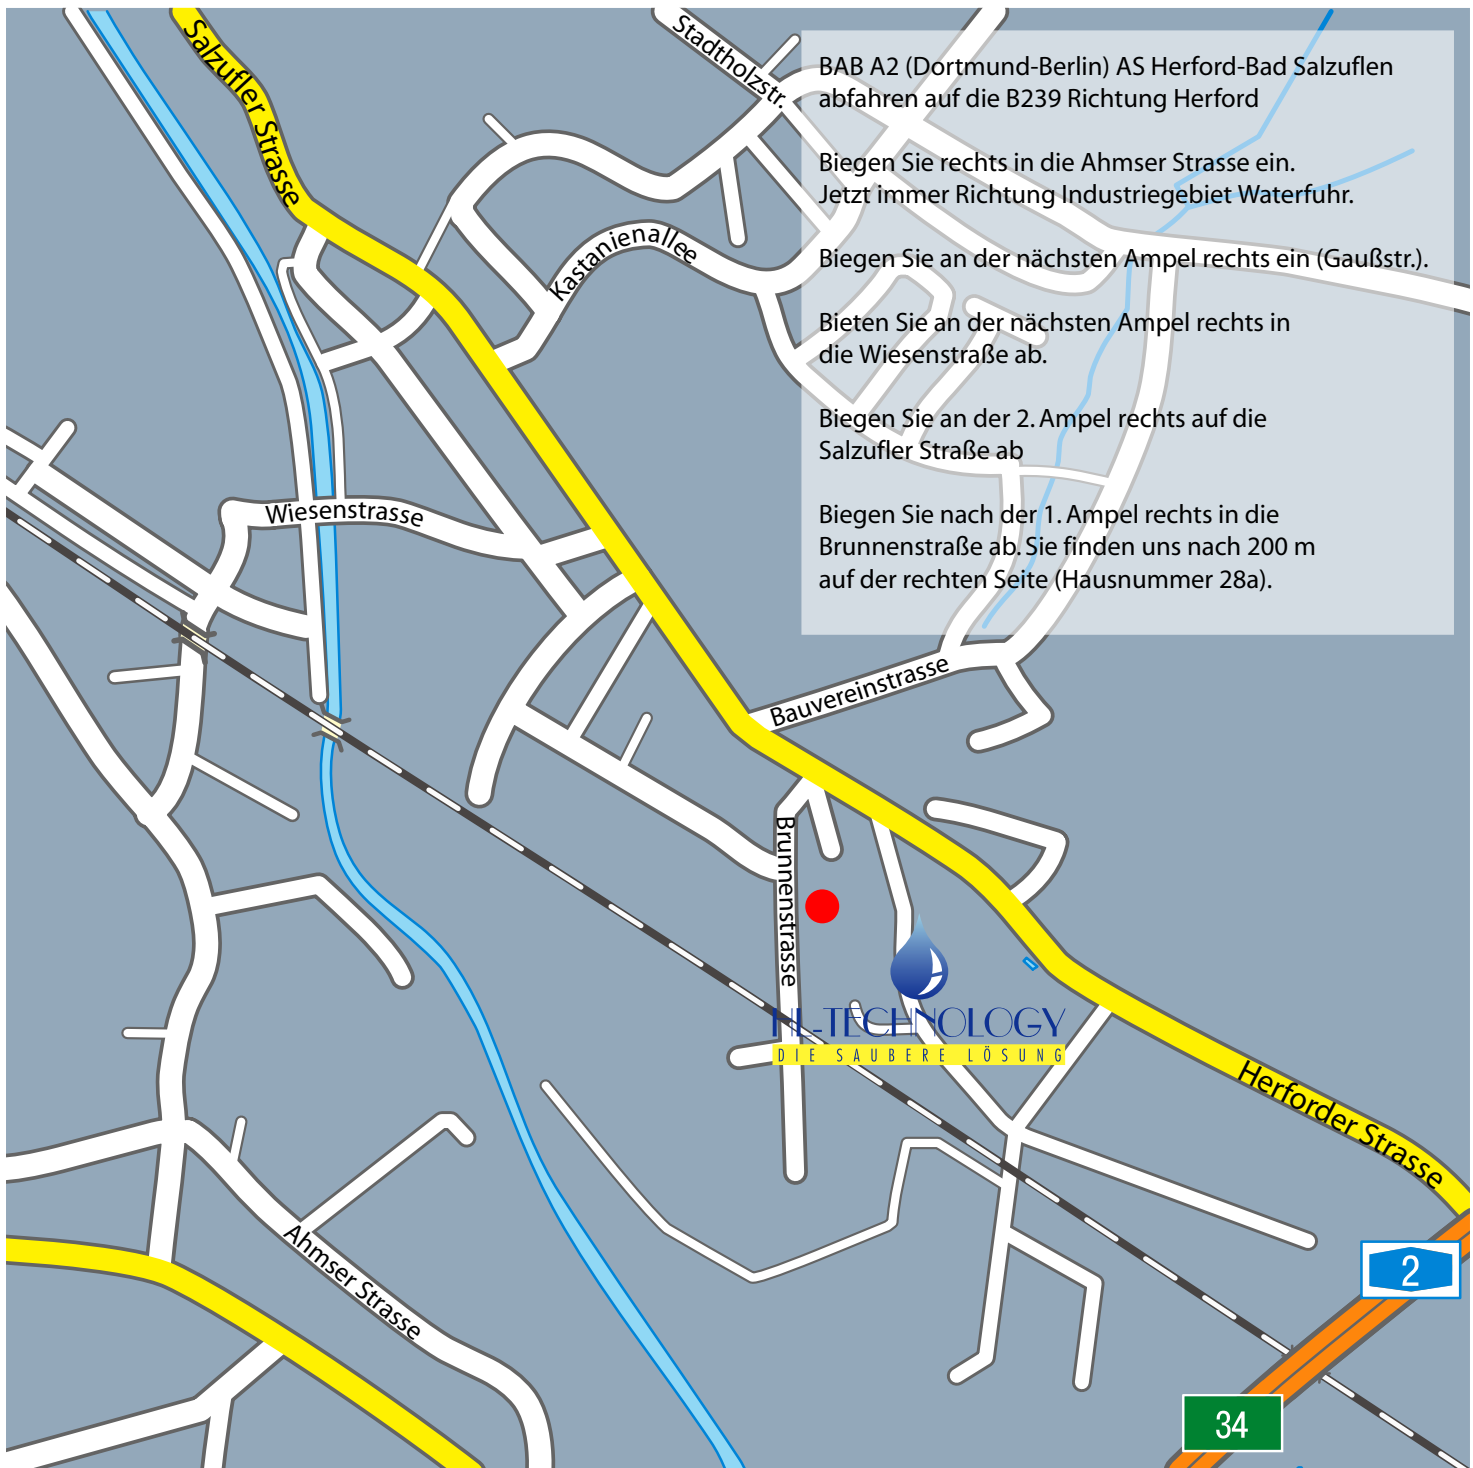 BAB A2 (Dortmund-Berlin) AS Herford-Bad Salzuflen
abfahren auf die B239 Richtung Herford
Biegen Sie rechts in die Ahmser Strasse ein.
Jetzt immer Richtung Industriegebiet Waterfuhr.
Biegen Sie an der nächsten Ampel rechts ein (Gaußstr.).
Bieten Sie an der nächsten Ampel rechts in
die Wiesenstraße ab.
Biegen Sie an der 2. Ampel rechts auf die
Salzufler Straße ab
Biegen Sie nach der 1. Ampel rechts in die
Brunnenstraße ab. Sie finden uns nach 200 m
auf der rechten Seite (Hausnummer 28a).
Salzufler Strasse
Stadtholzstr.
Kastanienallee
Wiesenstrasse
Bauvereinstrasse
Brunnenstrasse
HL-TECHNOLOGY
DIE SAUBERE LÖSUNG
Herforder Strasse
Ahmser Strasse
2
34